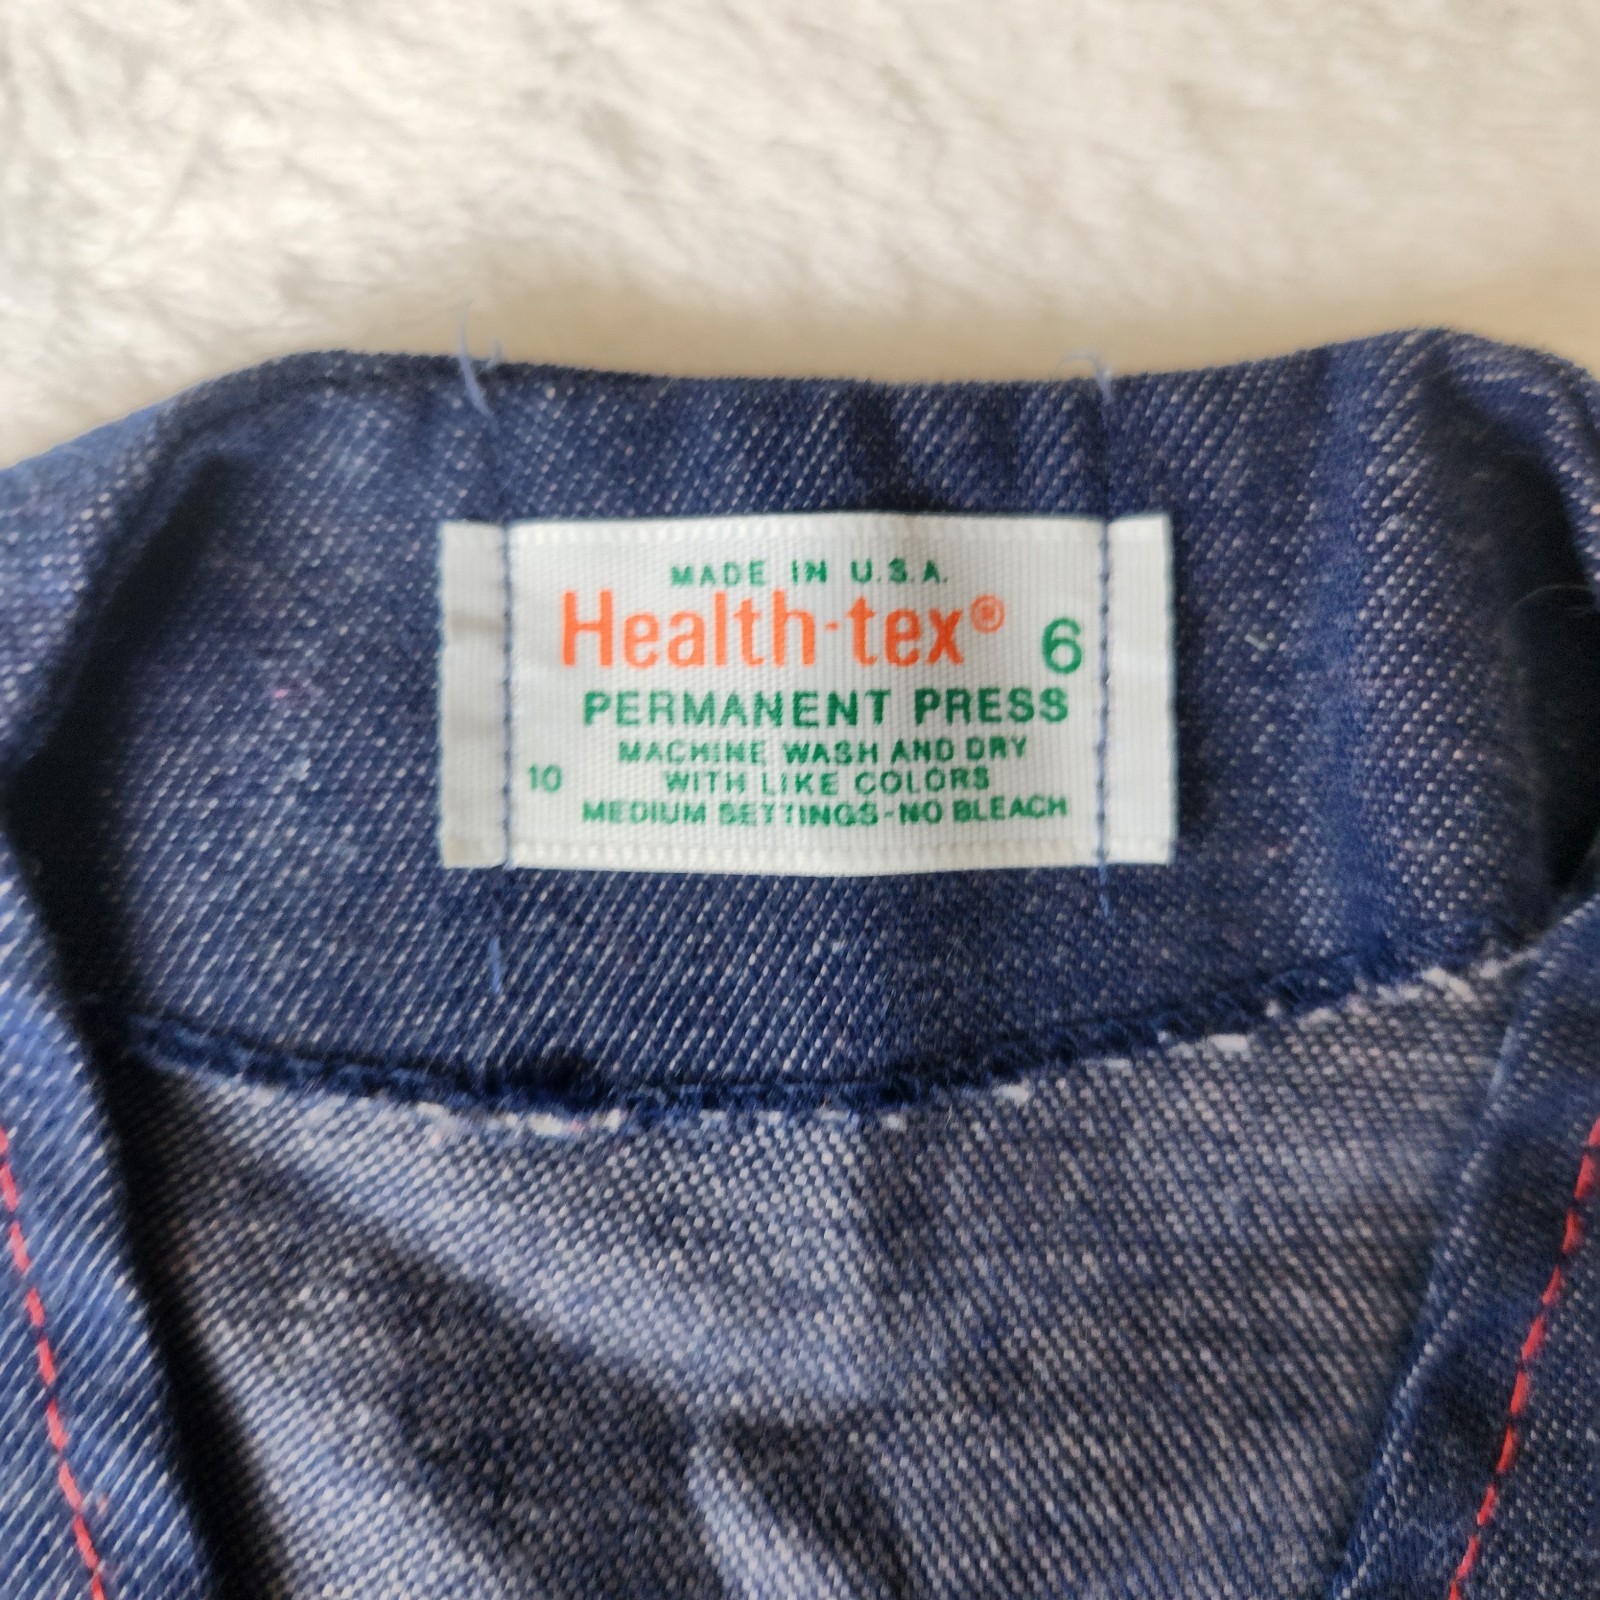 MADE IN U.S.A.
Health-tex® 6
PERMANENT PRESS
MACHINE WASH AND DRY
10 WITH LIKE COLORS
MEDIUM SETTINGS-NO BLEACH